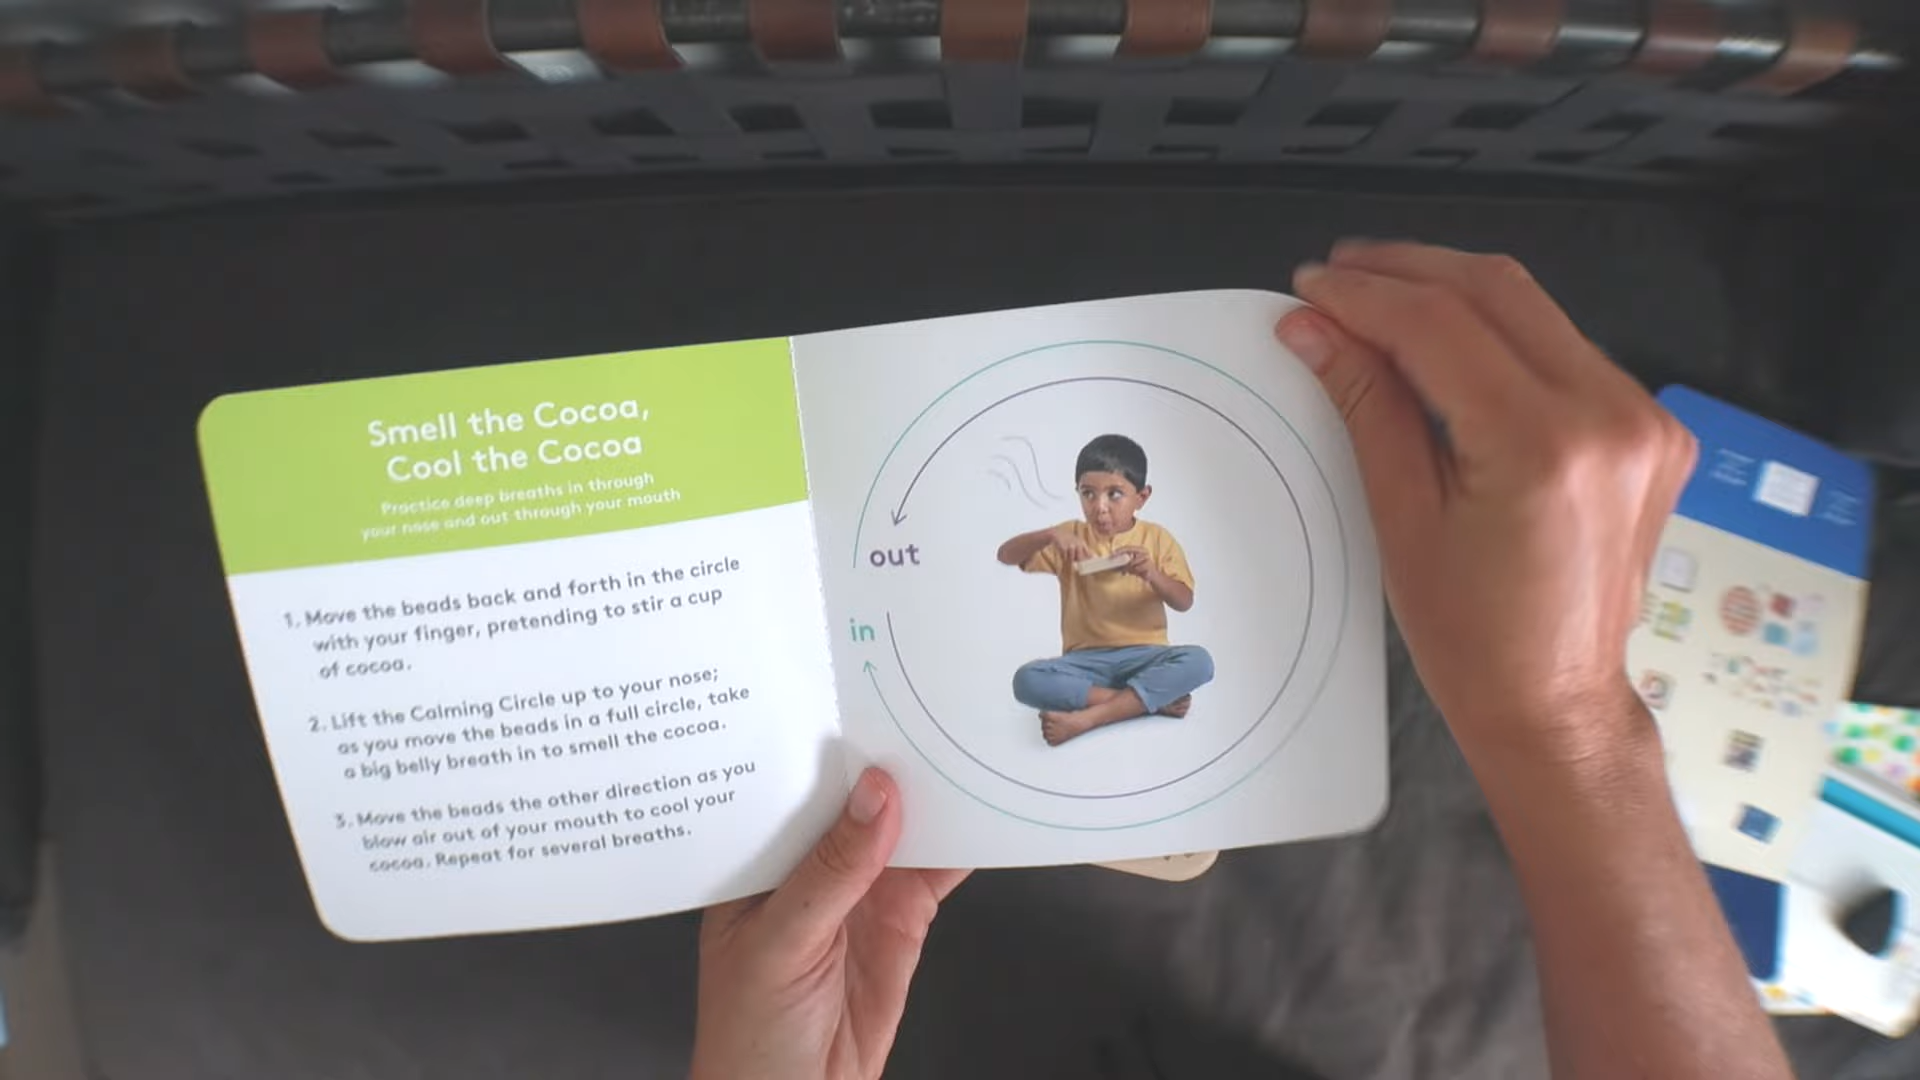 Smell the Cocoa,
Cool the Cocoa
Practice deep breaths in through
your nose and out through your mouth
1. Move the beads back and forth in the circle
with your finger, pretending to stir a cup
of cocoa.
2. Lift the Calming Circle up to your nose;
as you move the beads in a full circle, take
a big belly breath in to smell the cocoa.
3. Move the beads the other direction as you
blow air out of your mouth to cool your
cocoa. Repeat for several breaths.
out
in